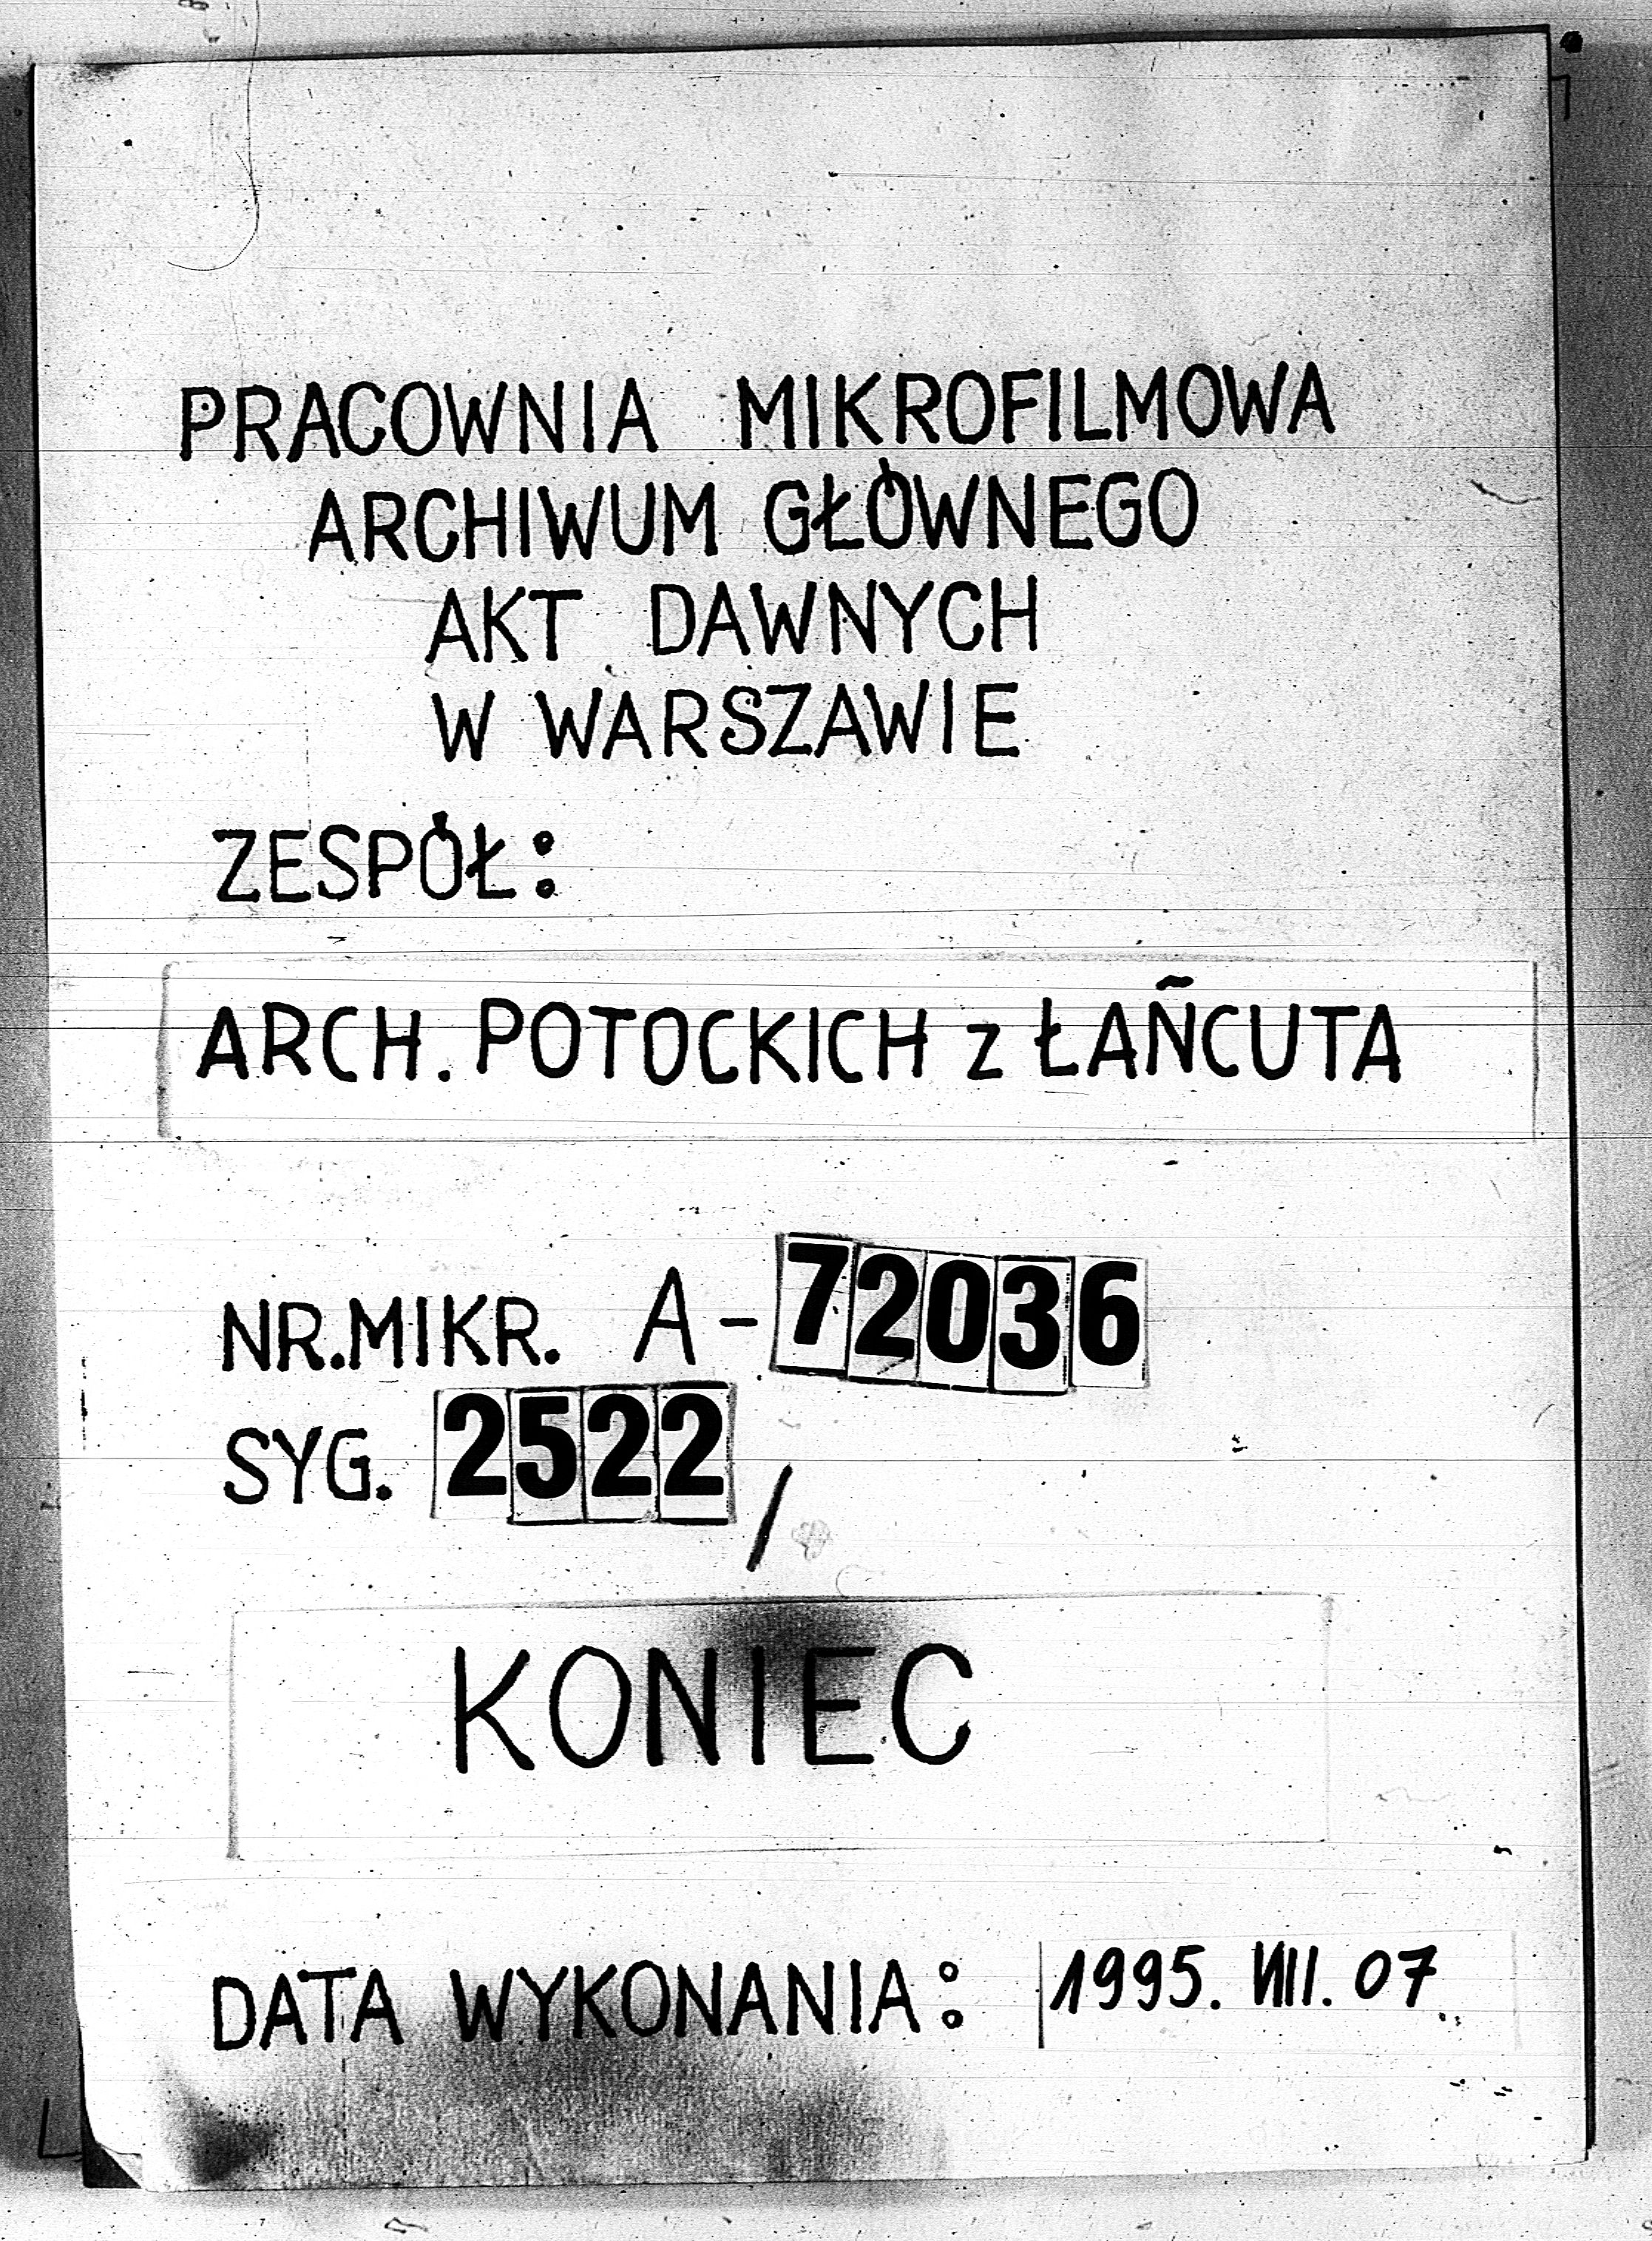 PRACOWNIA MIKROFILMOWA
ARCHIWUM GŁÓWNEGO
AKT DAWNYCH
W WARSZAWIE
ZESPÓŁ:
ARCH. POTOCKICH z ŁAŃCUTA
NR.MIKR. A-72036
SYG. 2522/
KONIEC
DATA WYKONANIA: 1995. VIII. 07.